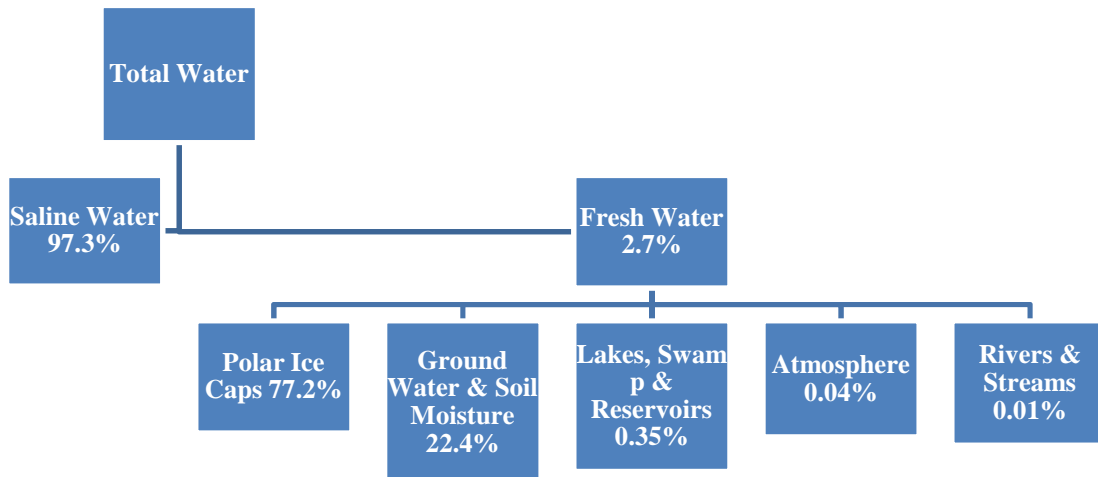 Total Water
Saline Water
97.3%
Fresh Water
2.7%
Polar Ice
Caps 77.2%
Ground
Water & Soil
Moisture
22.4%
Lakes, Swam
p &
Reservoirs
0.35%
Atmosphere
0.04%
Rivers &
Streams
0.01%